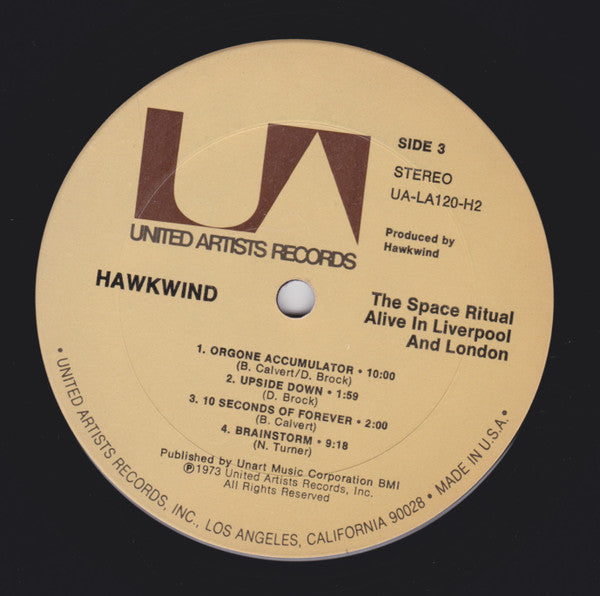 UA
SIDE 3
STEREO
UA-LA120-H2
UNITED ARTISTS RECORDS
Produced by
Hawkwind
HAWKWIND
The Space Ritual
Alive In Liverpool
And London
1. ORGONE ACCUMULATOR • 10:00
(B. Calvert/D. Brock)
2. UPSIDE DOWN • 1:59
(D. Brock)
3. 10 SECONDS OF FOREVER • 2:00
(B. Calvert)
4. BRAINSTORM • 9:18
(N. Turner)
Published by Unart Music Corporation BMI
Ⓟ1973 United Artists Records, Inc.
All Rights Reserved
• UNITED ARTISTS RECORDS, INC., LOS ANGELES, CALIFORNIA 90028 • MADE IN U.S.A. •